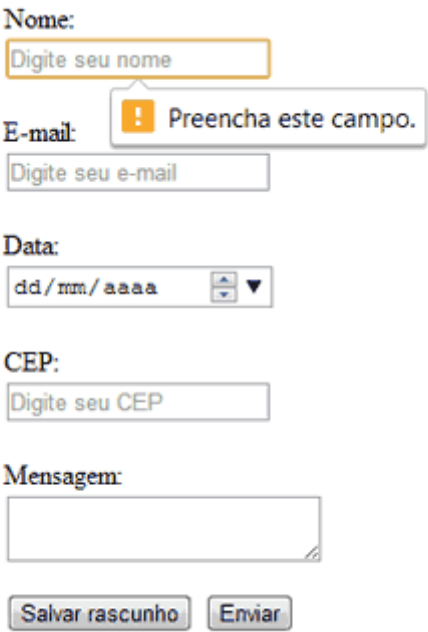 Nome:
Digite seu nome
Preencha este campo.
E-mail:
Digite seu e-mail
Data:
dd/mm/aaaa
CEP:
Digite seu CEP
Mensagem:
Salvar rascunho Enviar